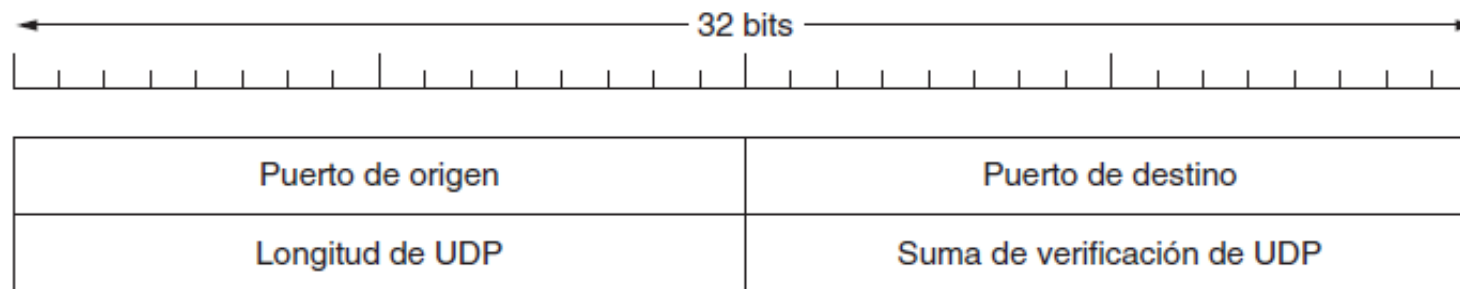 32 bits
Puerto de origen Puerto de destino
Longitud de UDP Suma de verificación de UDP